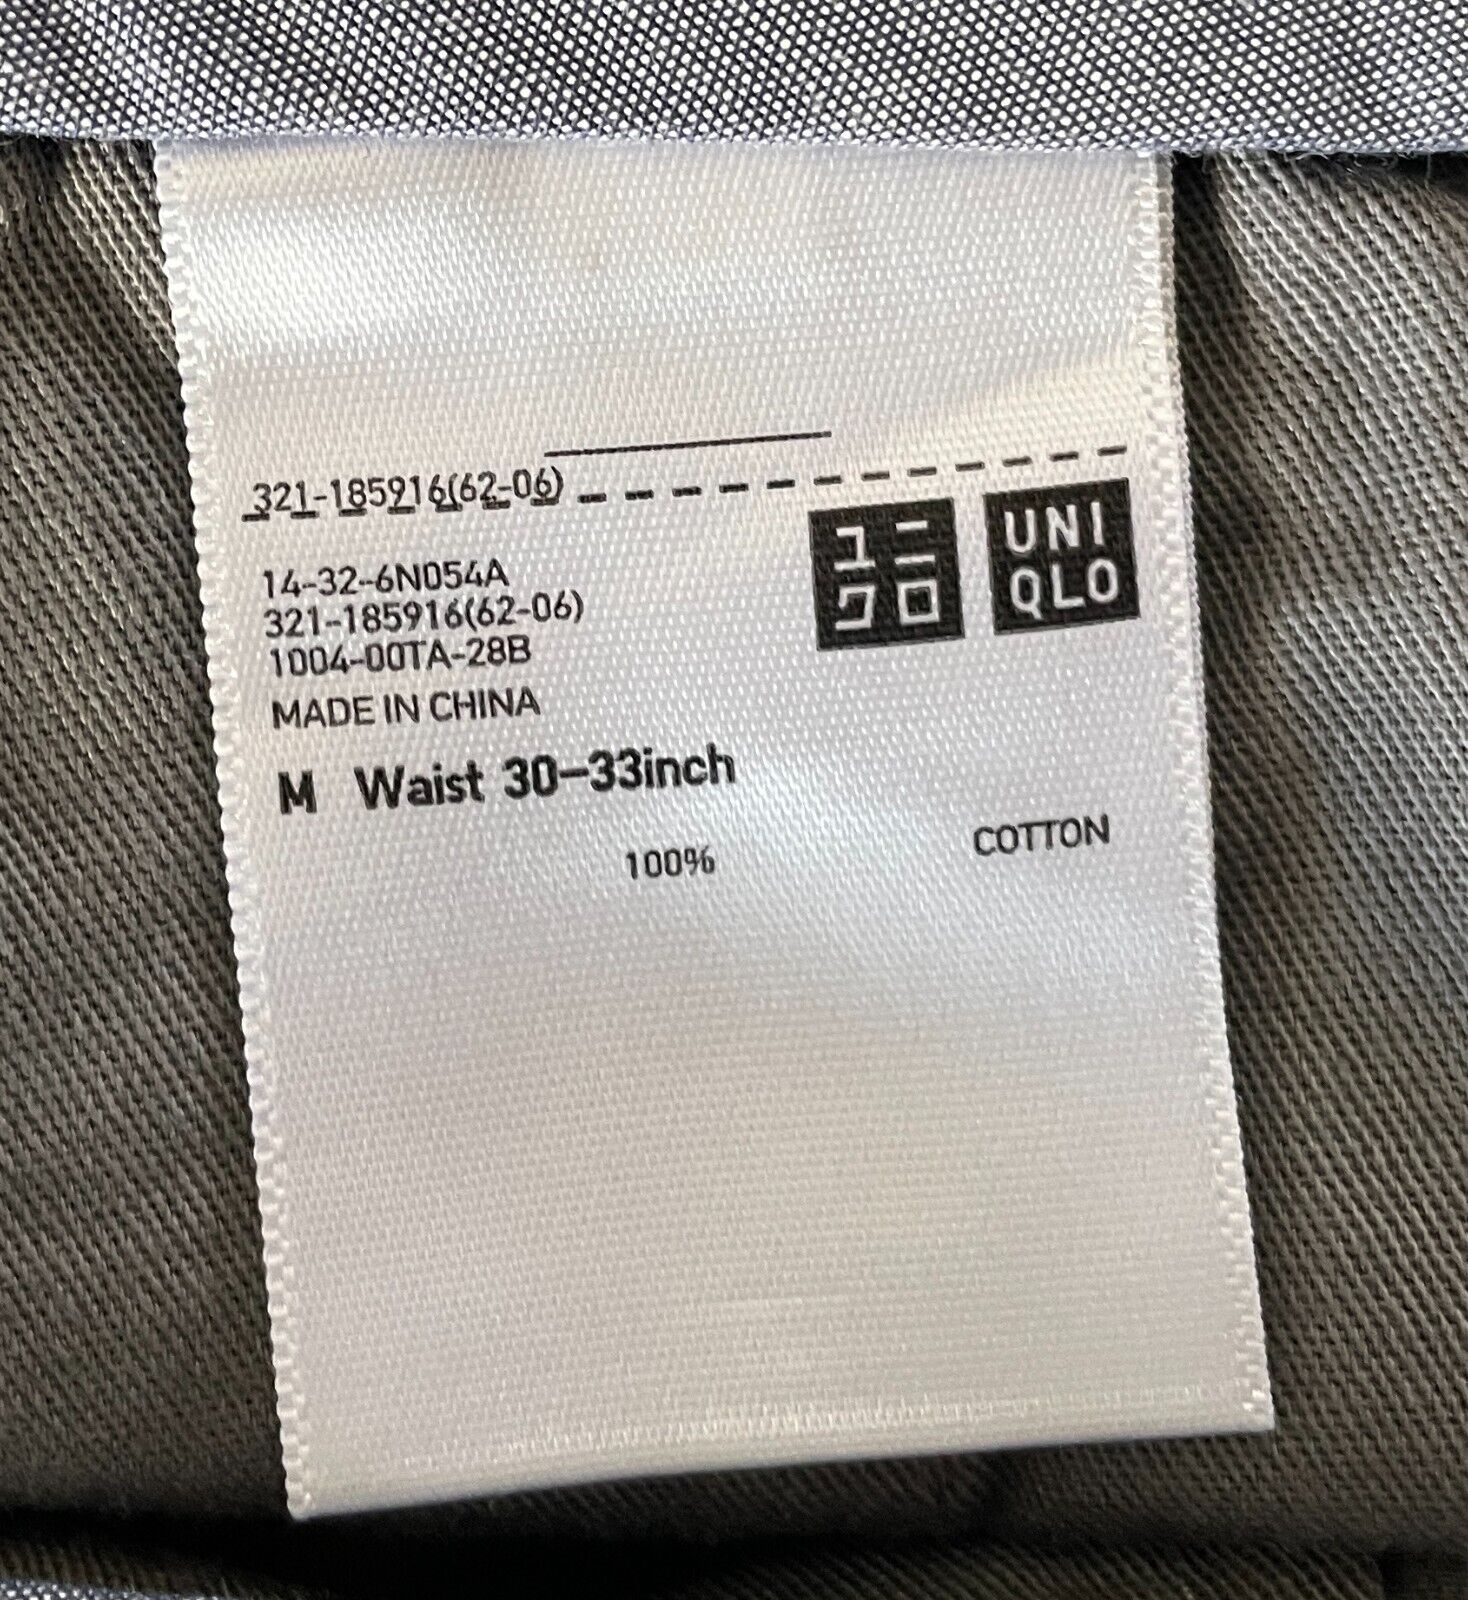 321-185916(62-06)
ユニ
クロ
UNI
QLO
14-32-6N054A
321-185916(62-06)
1004-00TA-28B
MADE IN CHINA
M Waist 30-33inch
100% COTTON